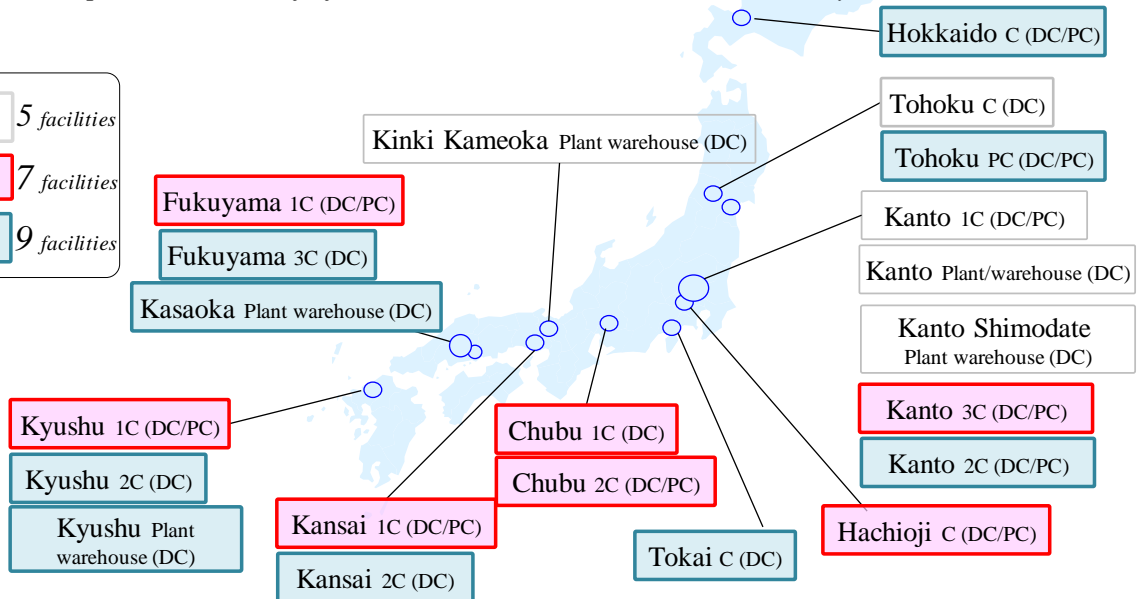 Hokkaido C (DC/PC)
5 facilities
7 facilities
9 facilities
Tohoku C (DC)
Tohoku PC (DC/PC)
Kinki Kameoka Plant warehouse (DC)
Fukuyama 1C (DC/PC)
Fukuyama 3C (DC)
Kasaoka Plant warehouse (DC)
Kanto 1C (DC/PC)
Kanto Plant/warehouse (DC)
Kanto Shimodate
Plant warehouse (DC)
Kanto 3C (DC/PC)
Kanto 2C (DC/PC)
Kyushu 1C (DC/PC)
Kyushu 2C (DC)
Kyushu Plant
warehouse (DC)
Chubu 1C (DC)
Chubu 2C (DC/PC)
Kansai 1C (DC/PC)
Kansai 2C (DC)
Tokai C (DC)
Hachioji C (DC/PC)